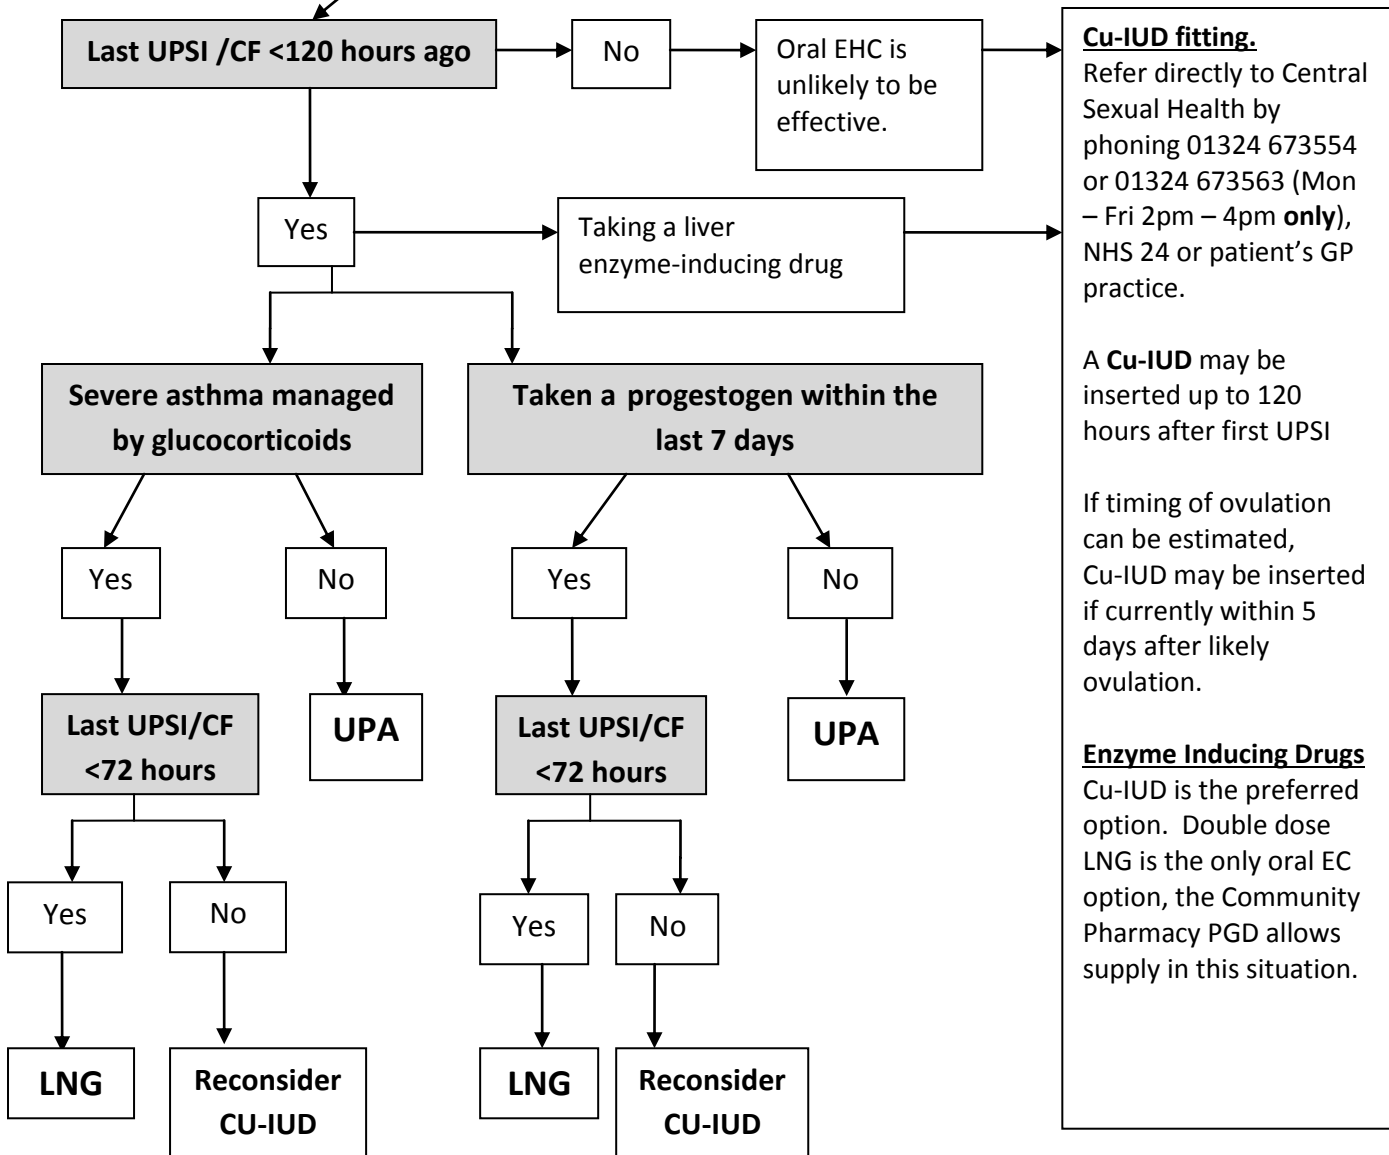 Last UPSI /CF <120 hours ago
No
Oral EHC is
unlikely to be
effective.
Yes
Taking a liver
enzyme-inducing drug
Severe asthma managed
by glucocorticoids
Taken a progestogen within the
last 7 days
Yes
No
Yes
No
Last UPSI/CF
<72 hours
UPA
Last UPSI/CF
<72 hours
UPA
Yes
No
Yes
No
LNG
Reconsider
CU-IUD
LNG
Reconsider
CU-IUD
Cu-IUD fitting.
Refer directly to Central
Sexual Health by
phoning 01324 673554
or 01324 673563 (Mon
– Fri 2pm – 4pm only),
NHS 24 or patient’s GP
practice.
A Cu-IUD may be
inserted up to 120
hours after first UPSI
If timing of ovulation
can be estimated,
Cu-IUD may be inserted
if currently within 5
days after likely
ovulation.
Enzyme Inducing Drugs
Cu-IUD is the preferred
option. Double dose
LNG is the only oral EC
option, the Community
Pharmacy PGD allows
supply in this situation.